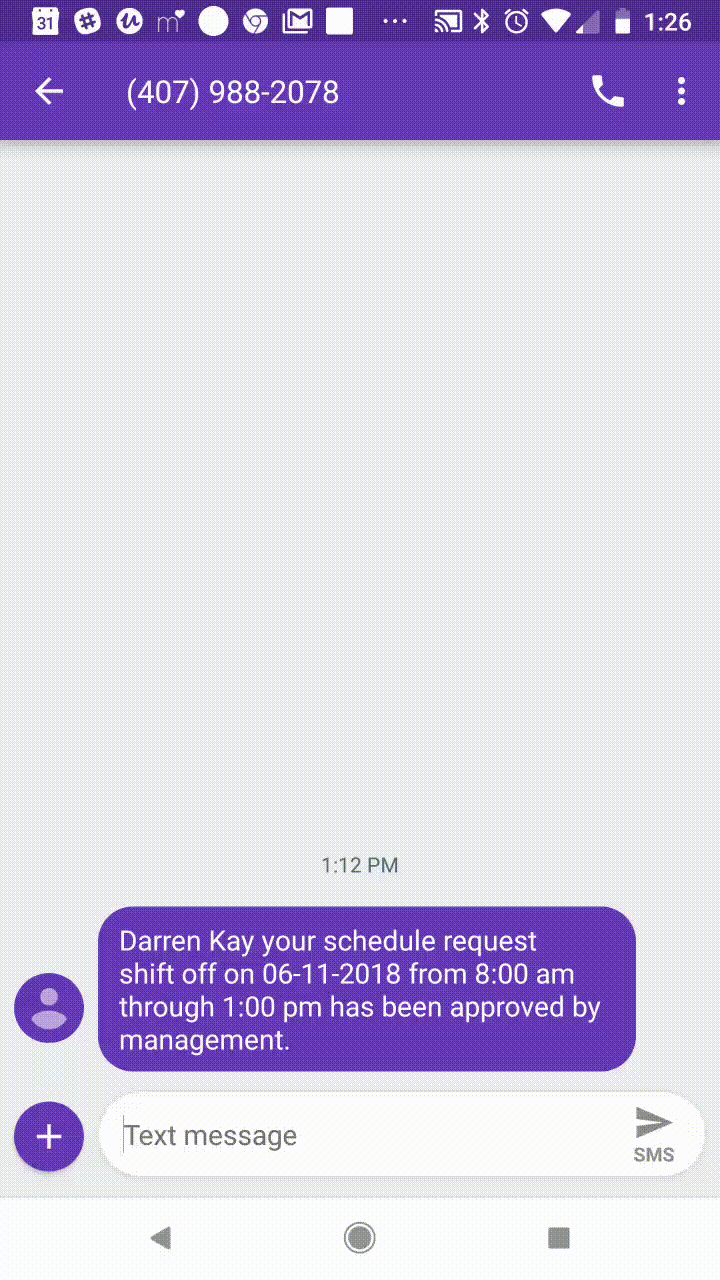 31 1:26
(407) 988-2078
1:12 PM
Darren Kay your schedule request
shift off on 06-11-2018 from 8:00 am
through 1:00 pm has been approved by
management.
Text message
SMS